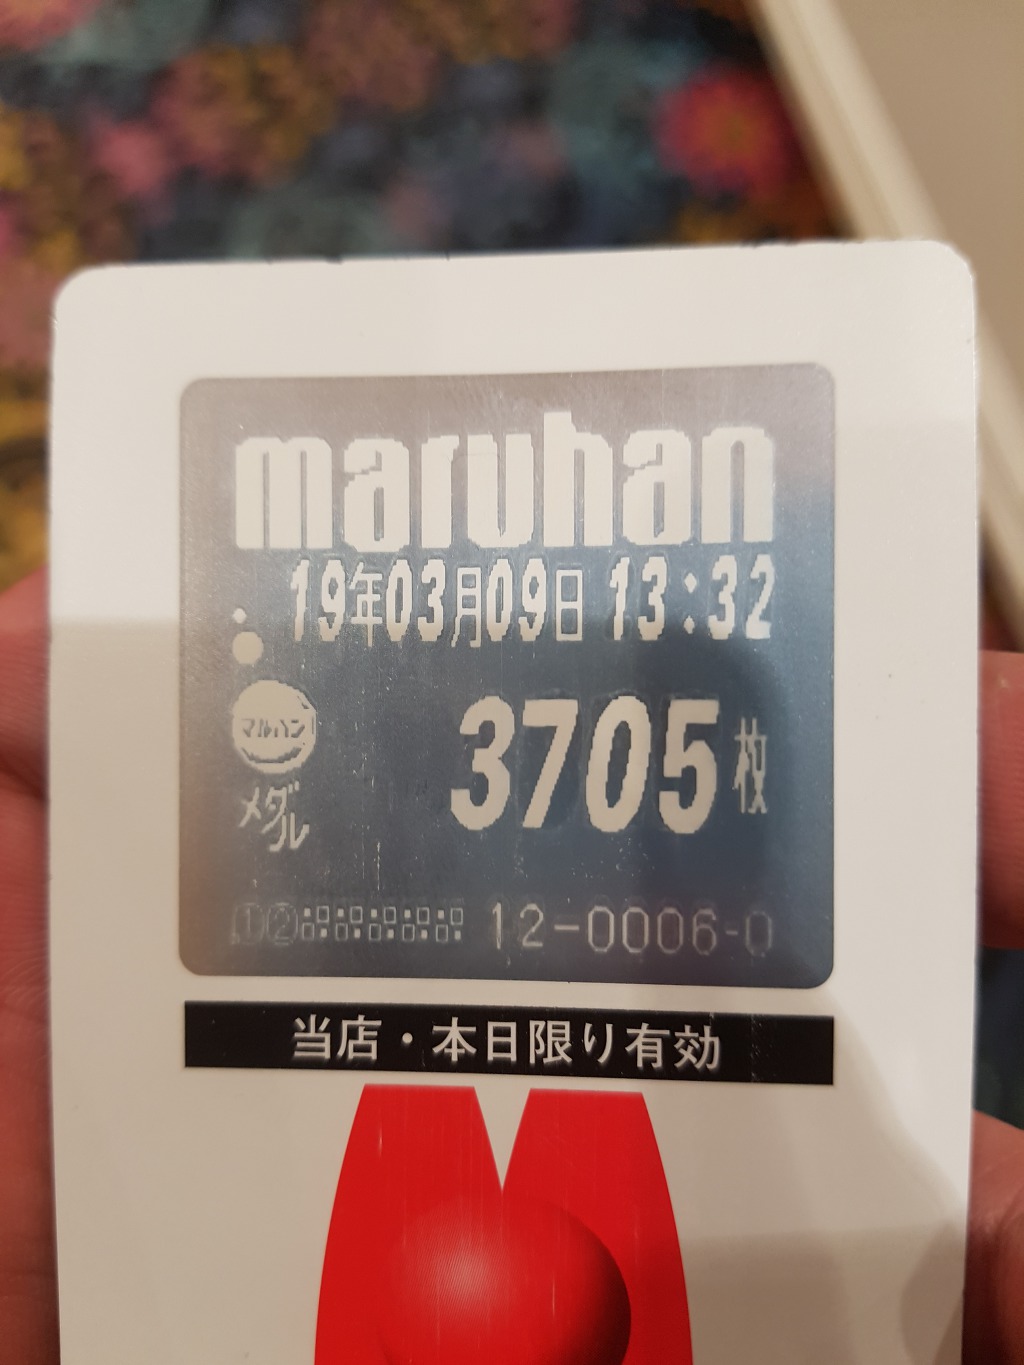 maruhan
19年03月09日 13:32
マルハン
メダル
3705枚
①② 12-0006-0
当店・本日限り有効